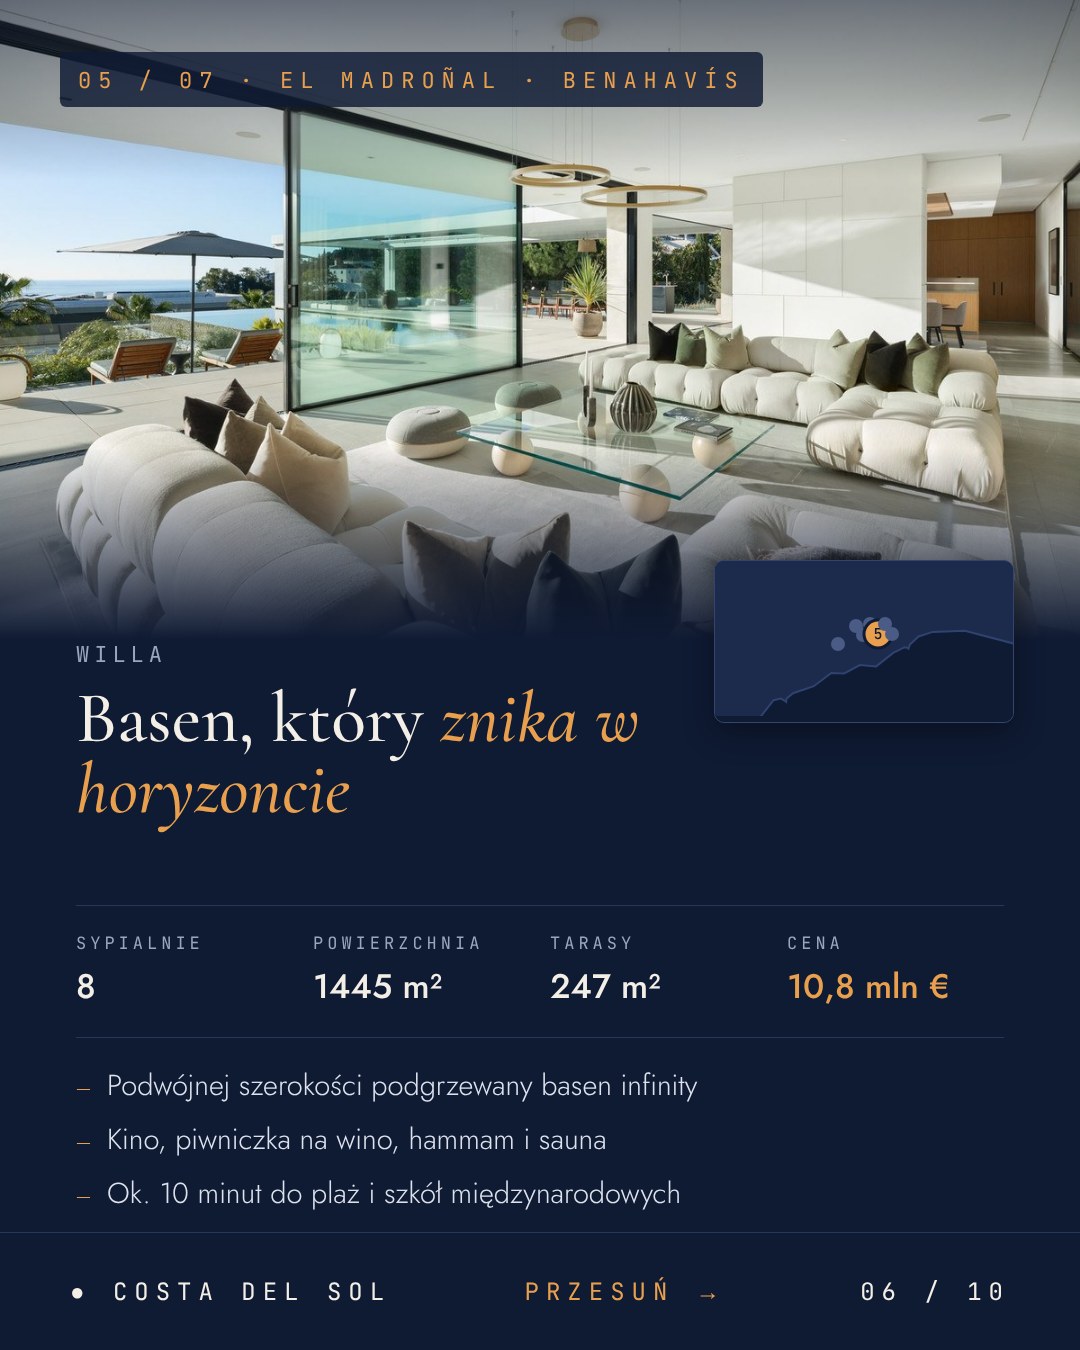 05 / 07 · EL MADROÑAL · BENAHAVÍS
5
WILLA
Basen, który znika w
horyzoncie
SYPIALNIE POWIERZCHNIA TARASY CENA
8 1445 m² 247 m² 10,8 mln €
– Podwójnej szerokości podgrzewany basen infinity
– Kino, piwniczka na wino, hammam i sauna
– Ok. 10 minut do plaż i szkół międzynarodowych
● COSTA DEL SOL PRZESUŃ → 06 / 10